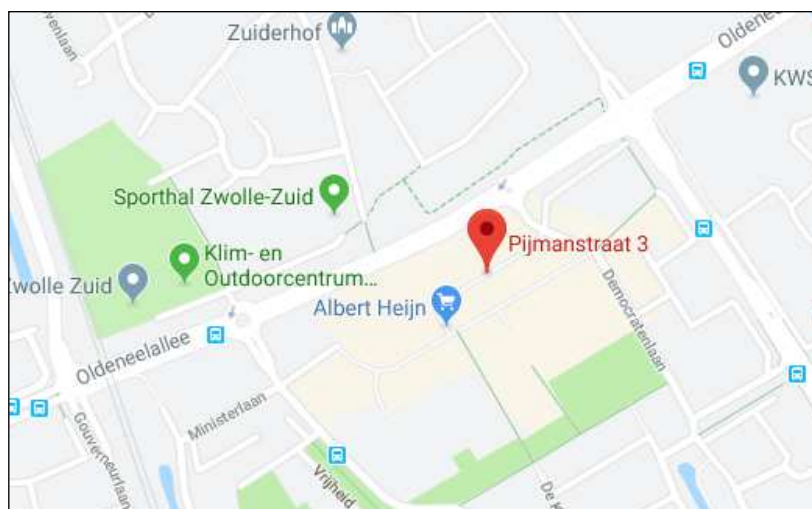 Zuiderhof
KWS
Sporthal Zwolle-Zuid
Pijmanstraat 3
Klim- en
Outdoorcentrum...
Zwolle Zuid
Albert Heijn
Democratenlaan
Oldeneelallee
Ministerlaan
Gouverneurlaan
Vrijheid